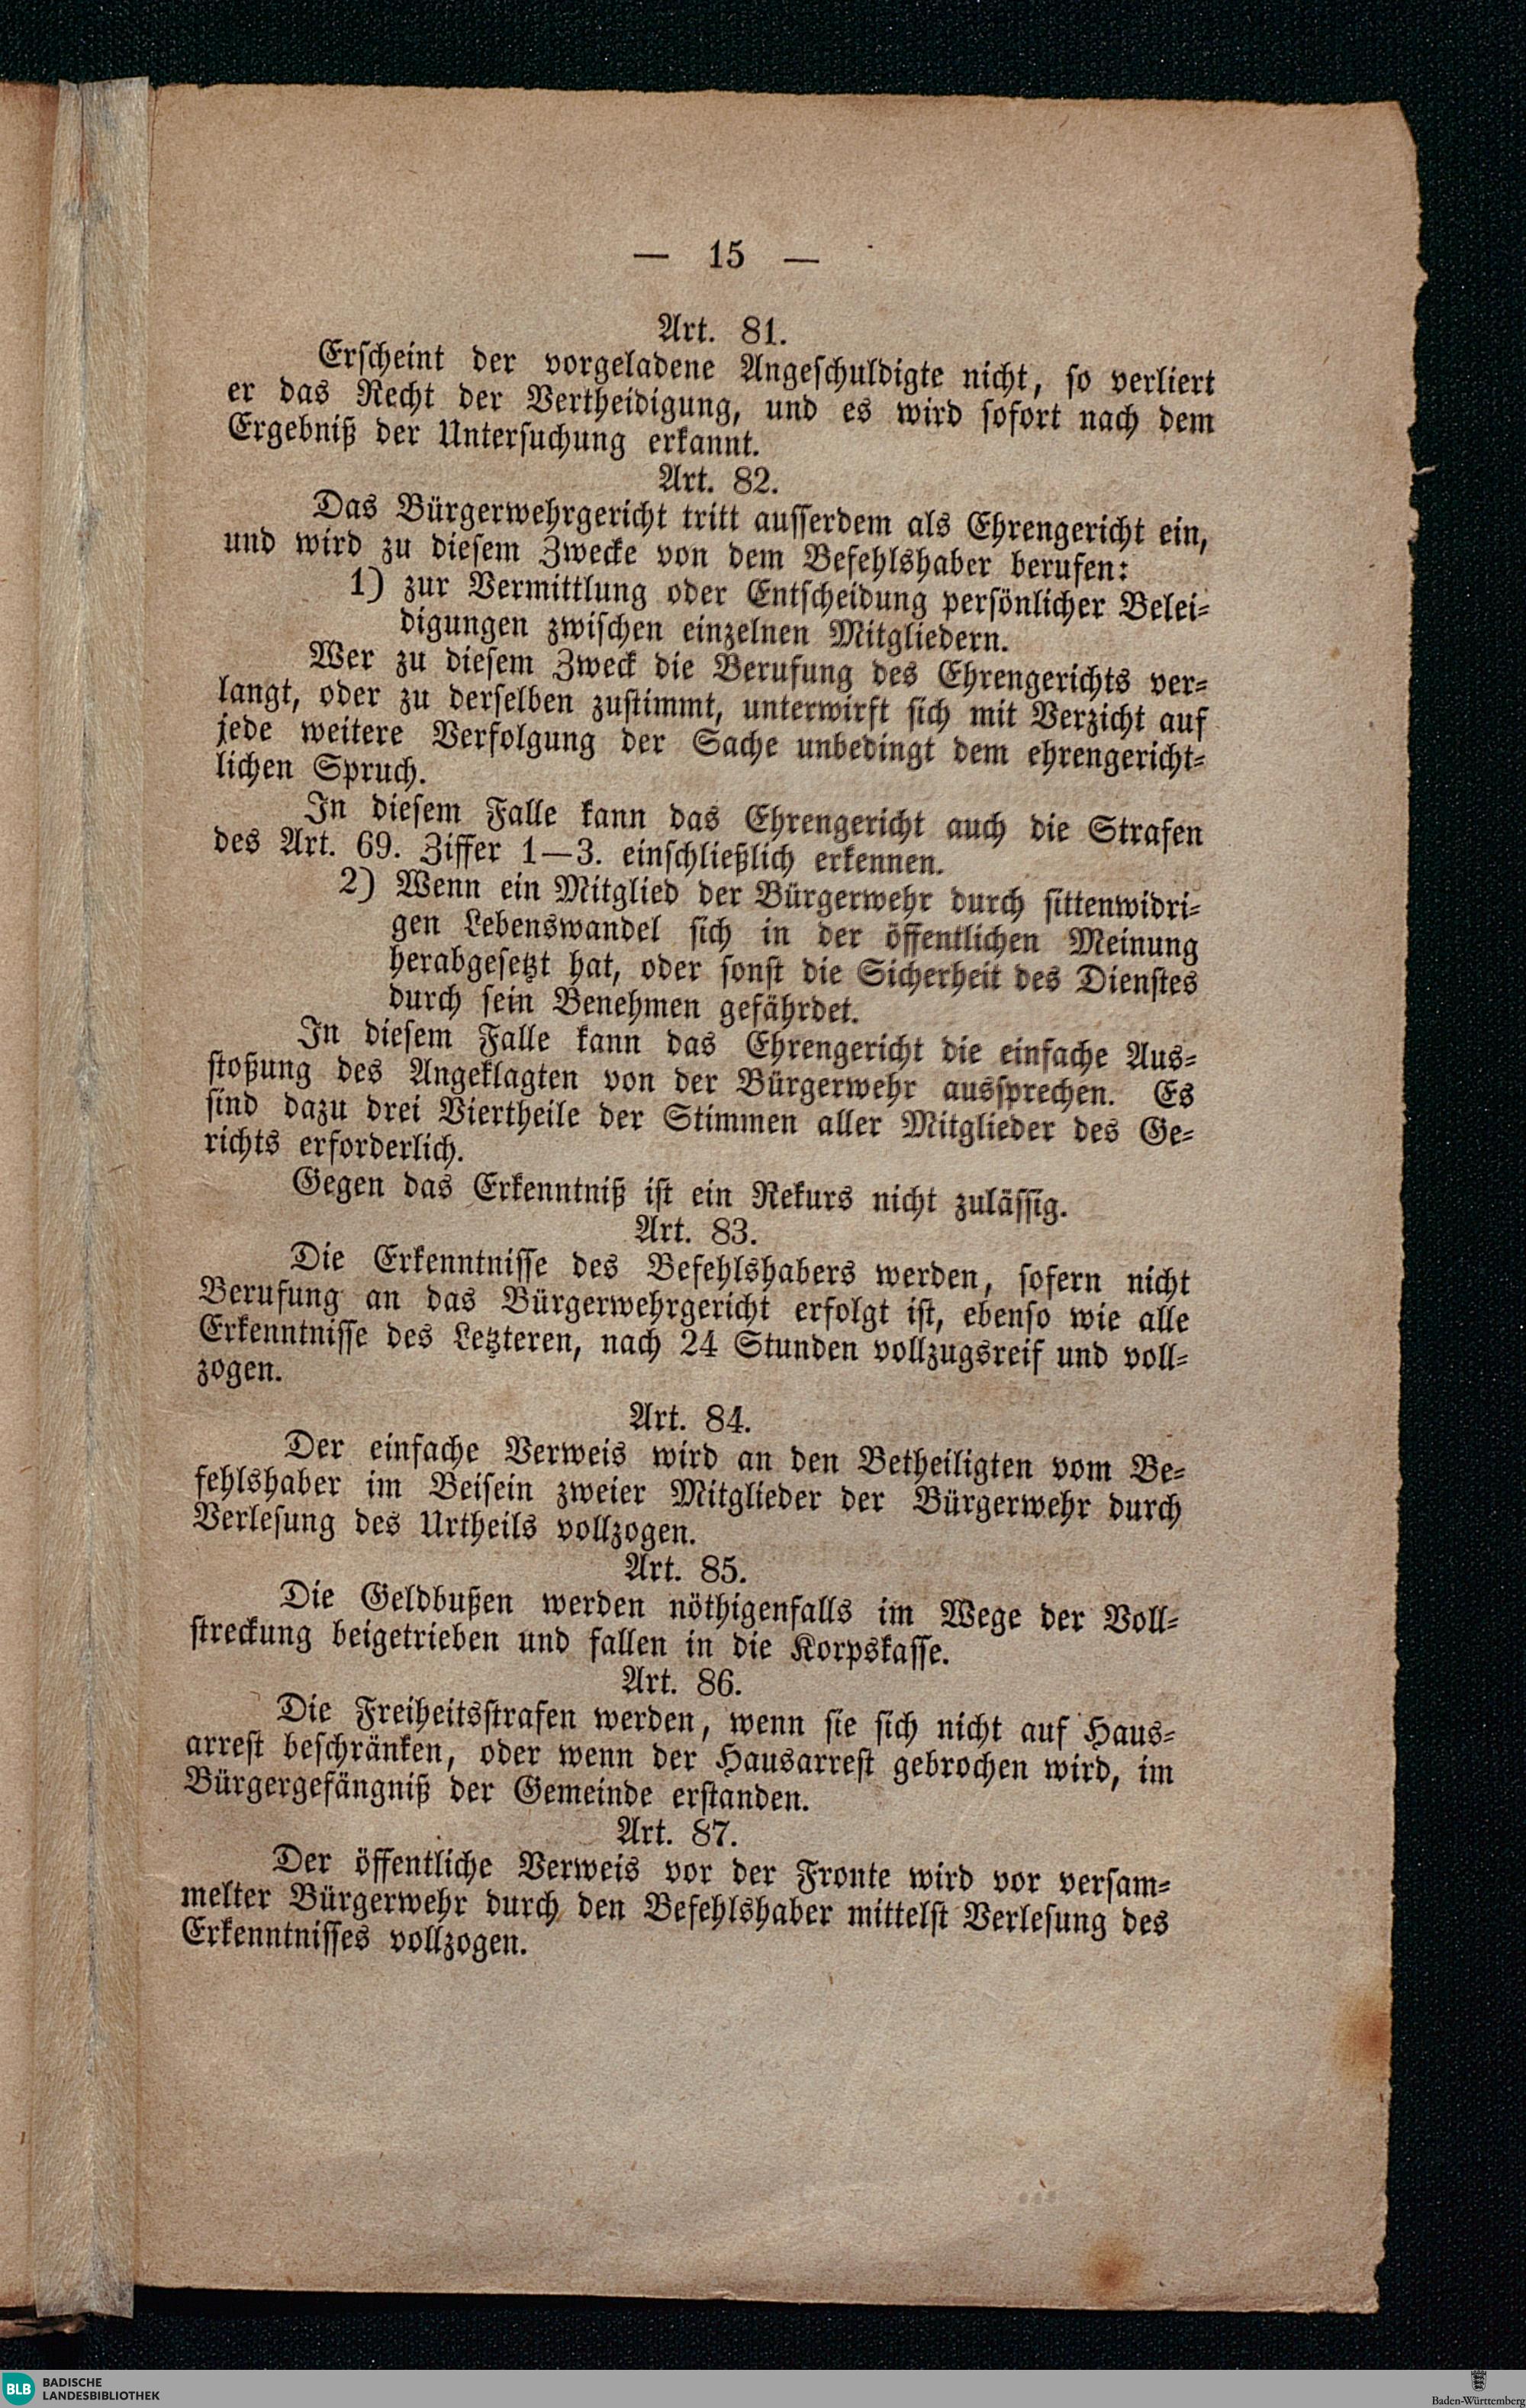 — 15 —
Art. 81.
Erscheint der vorgeladene Angeschuldigte nicht, so verliert
er das Recht der Vertheidigung, und es wird sofort nach dem
Ergebniß der Untersuchung erkannt.
Art. 82.
Das Bürgerwehrgericht tritt ausserdem als Ehrengericht ein,
und wird zu diesem Zwecke von dem Befehlshaber berufen:
1) zur Vermittlung oder Entscheidung persönlicher Belei-
digungen zwischen einzelnen Mitgliedern.
Wer zu diesem Zweck die Berufung des Ehrengerichts ver-
langt, oder zu derselben zustimmt, unterwirft sich mit Verzicht auf
jede weitere Verfolgung der Sache unbedingt dem ehrengericht-
lichen Spruch.
In diesem Falle kann das Ehrengericht auch die Strafen
des Art. 69. Ziffer 1—3. einschließlich erkennen.
2) Wenn ein Mitglied der Bürgerwehr durch sittenwidri-
gen Lebenswandel sich in der öffentlichen Meinung
herabgesetzt hat, oder sonst die Sicherheit des Dienstes
durch sein Benehmen gefährdet.
In diesem Falle kann das Ehrengericht die einfache Aus-
stoßung des Angeklagten von der Bürgerwehr aussprechen. Es
sind dazu drei Viertheile der Stimmen aller Mitglieder des Ge-
richts erforderlich.
Gegen das Erkenntniß ist ein Rekurs nicht zulässig.
Art. 83.
Die Erkenntnisse des Befehlshabers werden, sofern nicht
Berufung an das Bürgerwehrgericht erfolgt ist, ebenso wie alle
Erkenntnisse des Letzteren, nach 24 Stunden vollzugsreif und voll-
zogen.
Art. 84.
Der einfache Verweis wird an den Betheiligten vom Be-
fehlshaber im Beisein zweier Mitglieder der Bürgerwehr durch
Verlesung des Urtheils vollzogen.
Art. 85.
Die Geldbußen werden nöthigenfalls im Wege der Voll-
streckung beigetrieben und fallen in die Korpskasse.
Art. 86.
Die Freiheitsstrafen werden, wenn sie sich nicht auf Haus-
arrest beschränken, oder wenn der Hausarrest gebrochen wird, im
Bürgergefängniß der Gemeinde erstanden.
Art. 87.
Der öffentliche Verweis vor der Fronte wird vor versam-
melter Bürgerwehr durch den Befehlshaber mittelst Verlesung des
Erkenntnisses vollzogen.
BLB BADISCHE
LANDESBIBLIOTHEK
Baden-Württemberg